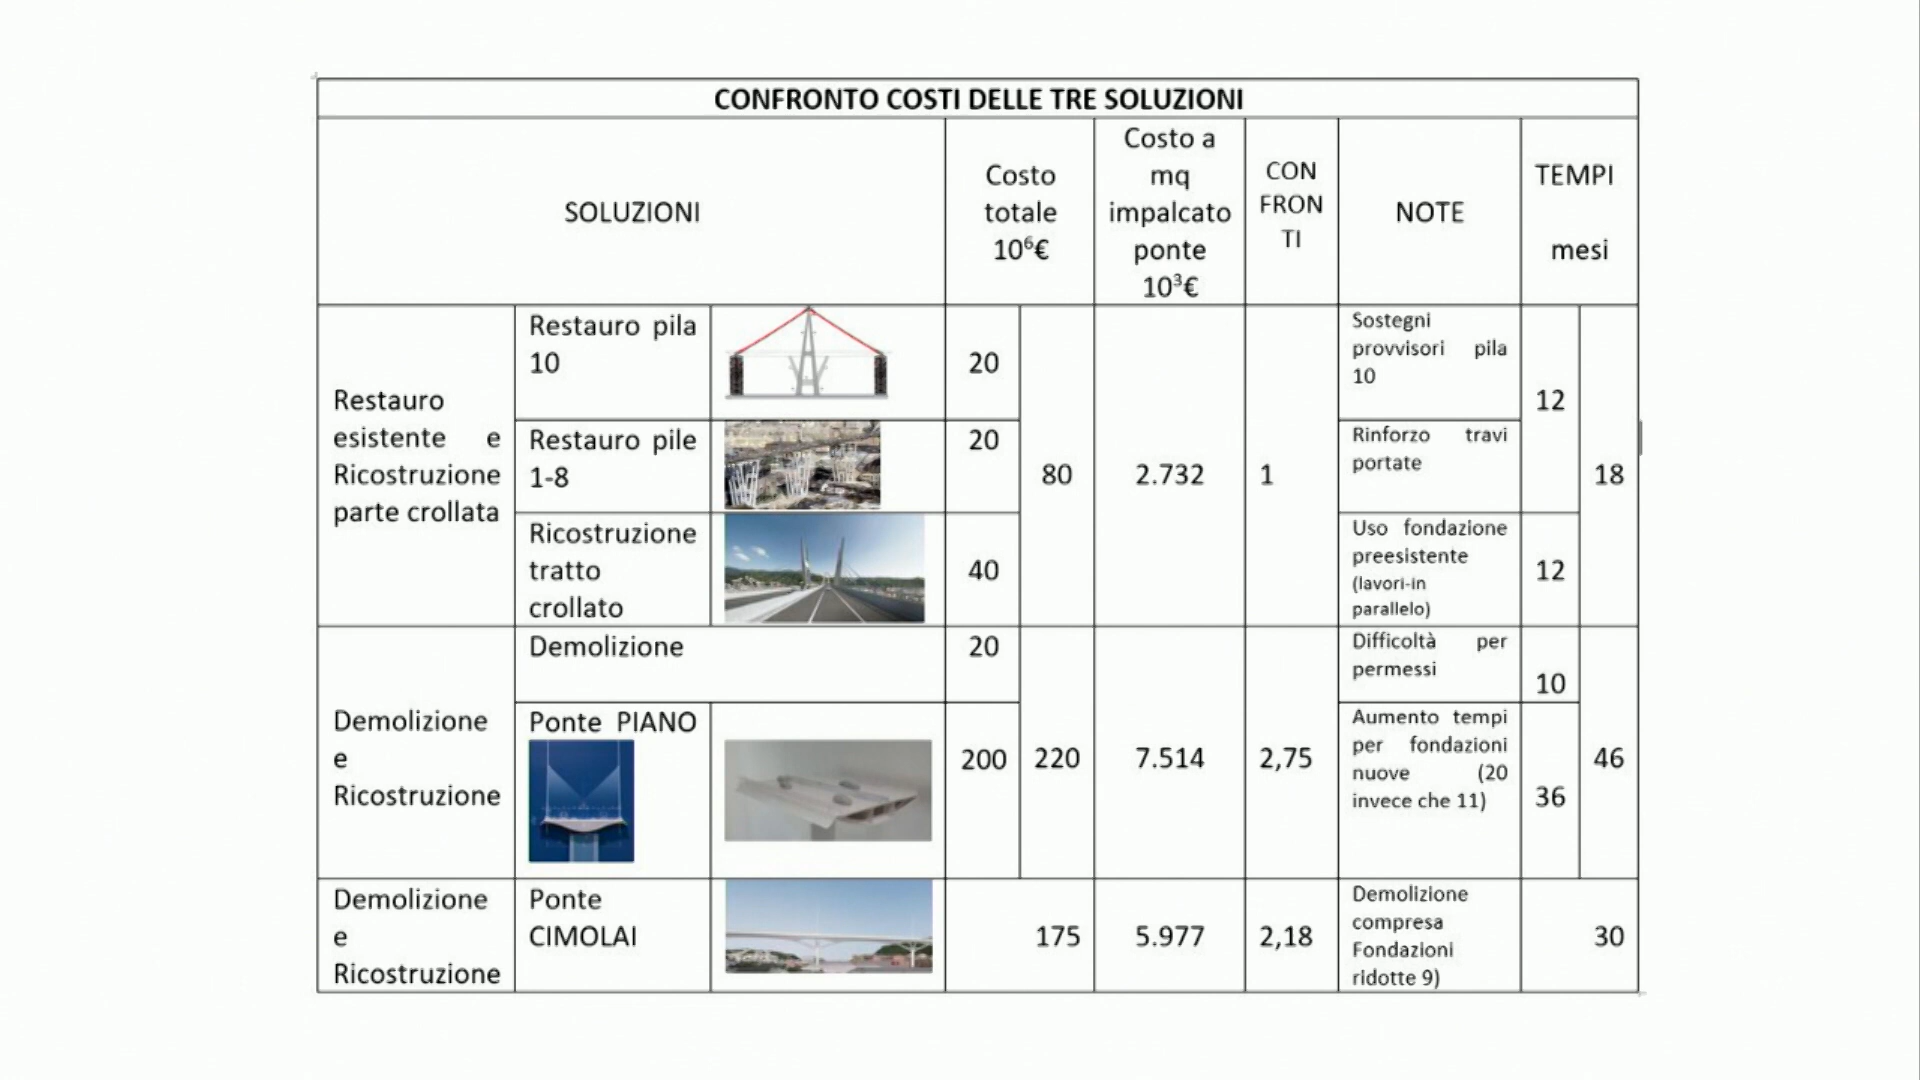 CONFRONTO COSTI DELLE TRE SOLUZIONI
SOLUZIONI
Costo
totale
10⁶€
Costo a
mq
impalcato
ponte
10³€
CON
FRON
TI
NOTE
TEMPI
mesi
Restauro
esistente e
Ricostruzione
parte crollata
Restauro pila
10
20
Restauro pile
1-8
20
Ricostruzione
tratto
crollato
40
80
2.732
1
Sostegni
provvisori pila
10
Rinforzo travi
portate
12
Uso fondazione
preesistente
(lavori-in
parallelo)
12
18
Demolizione
e
Ricostruzione
Demolizione
20
Ponte PIANO
200
220
7.514
2,75
Difficoltà per
permessi
10
Aumento tempi
per fondazioni
nuove (20
invece che 11)
36
46
Demolizione
e
Ricostruzione
Ponte
CIMOLAI
175
5.977
2,18
Demolizione
compresa
Fondazioni
ridotte 9)
30